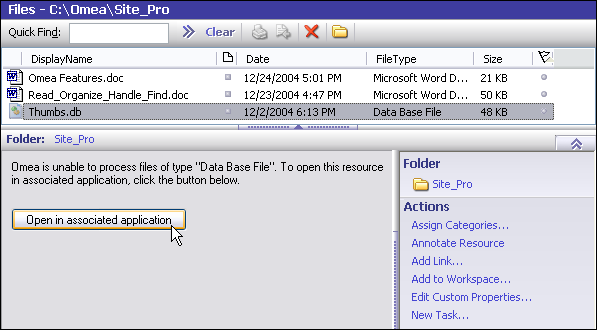 Files - C:\Omea\Site_Pro
Quick Find: Clear
DisplayName Date FileType Size
Omea Features.doc 12/24/2004 5:01 PM Microsoft Word D... 21 KB
Read_Organize_Handle_Find.doc 12/23/2004 4:47 PM Microsoft Word D... 50 KB
Thumbs.db 12/2/2004 6:13 PM Data Base File 48 KB
Folder: Site_Pro
Omea is unable to process files of type "Data Base File". To open this resource
in associated application, click the button below.
Open in associated application
Folder
Site_Pro
Actions
Assign Categories...
Annotate Resource
Add Link...
Add to Workspace...
Edit Custom Properties...
New Task...